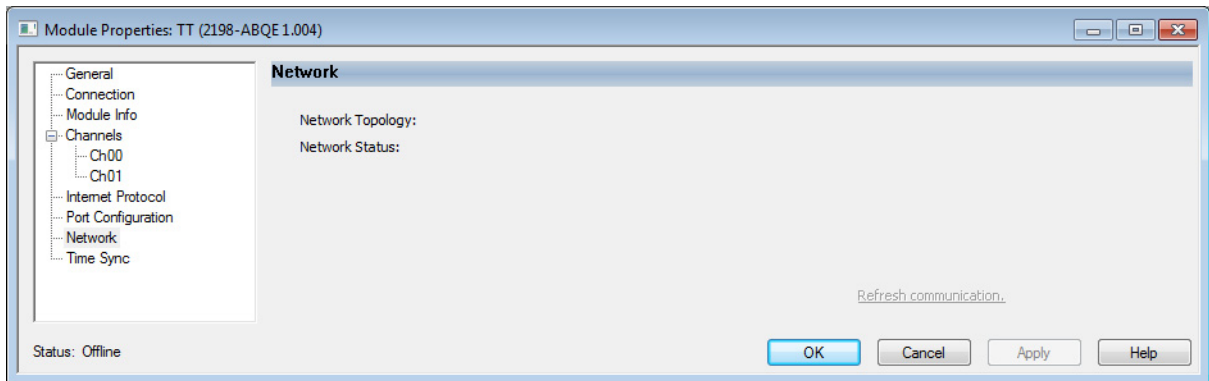 Module Properties: TT (2198-ABQE 1.004)
General
Connection
Module Info
Channels
Ch00
Ch01
Internet Protocol
Port Configuration
Network
Time Sync
Network
Network Topology:
Network Status:
Refresh communication.
Status: Offline
OK
Cancel
Apply
Help